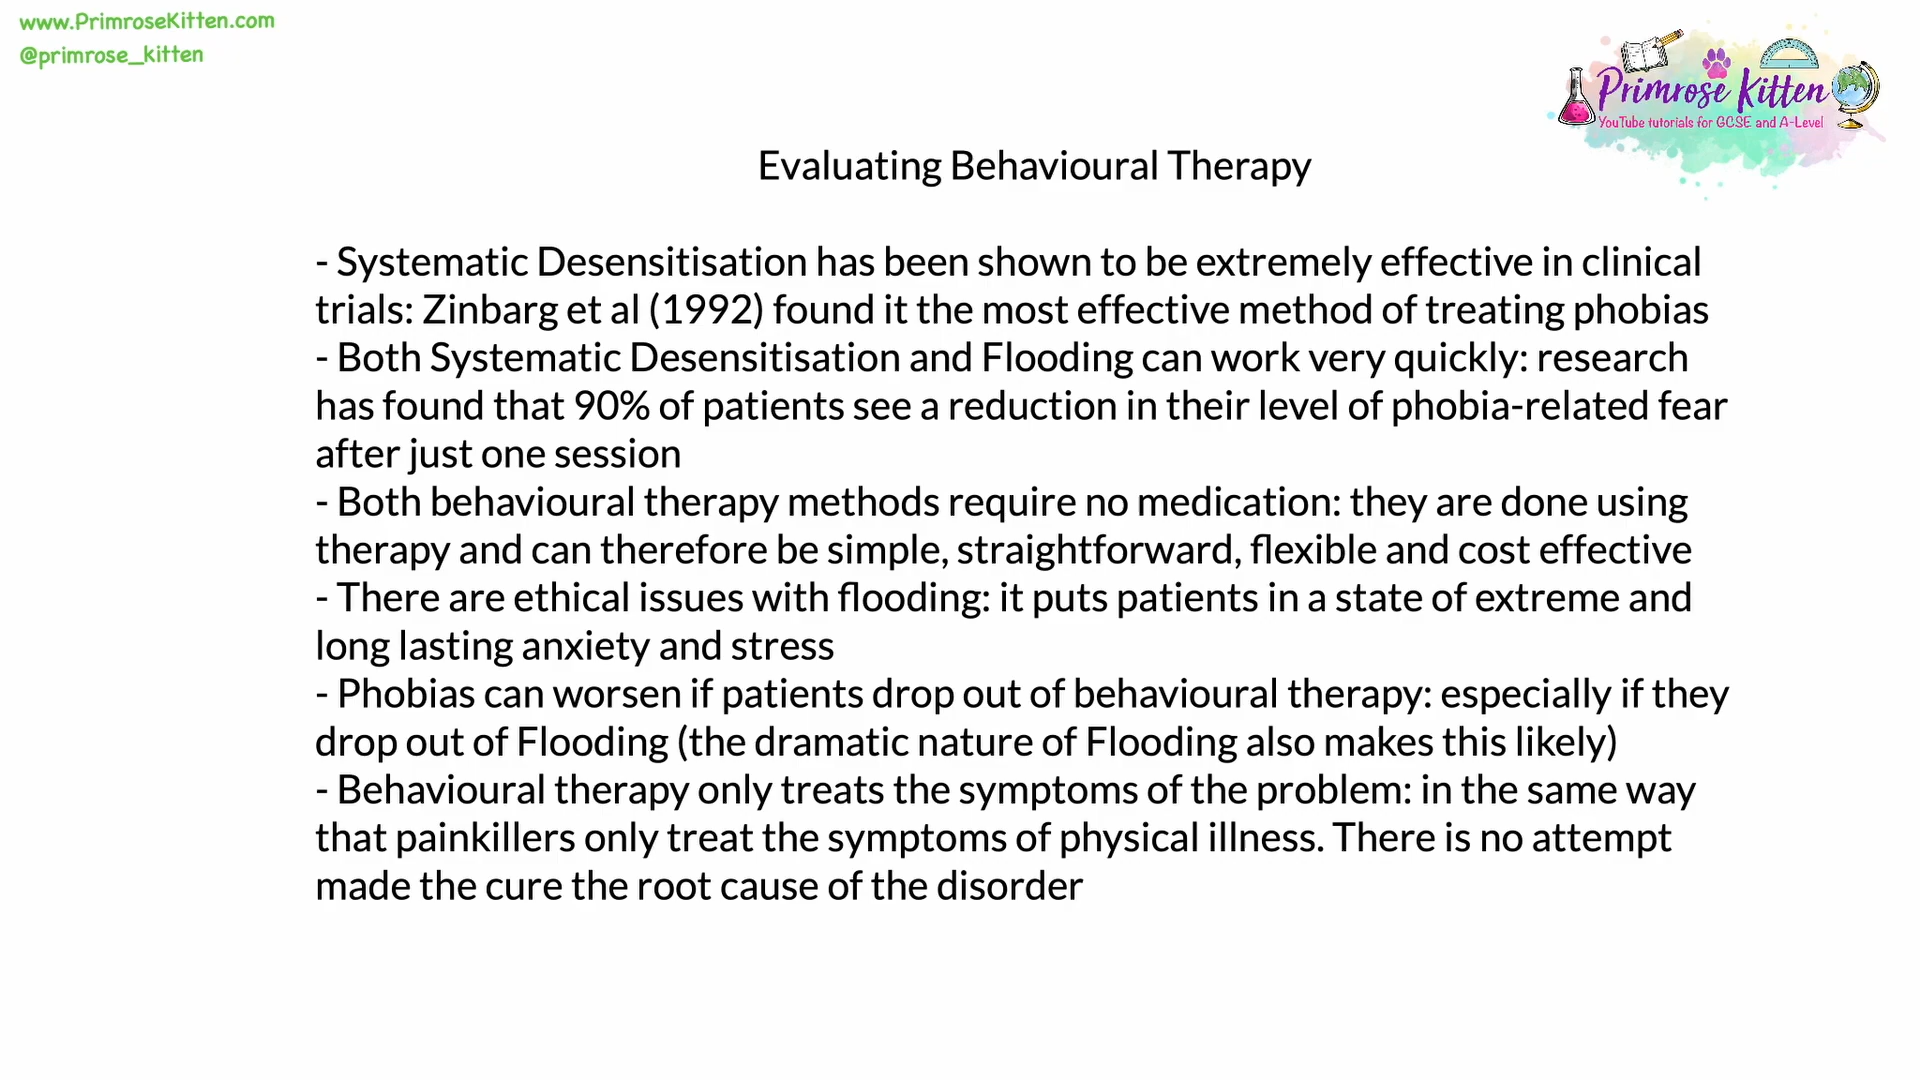 www.PrimroseKitten.com
@primrose_kitten
Primrose Kitten
YouTube tutorials for GCSE and A-Level
Evaluating Behavioural Therapy
- Systematic Desensitisation has been shown to be extremely effective in clinical
trials: Zinbarg et al (1992) found it the most effective method of treating phobias
- Both Systematic Desensitisation and Flooding can work very quickly: research
has found that 90% of patients see a reduction in their level of phobia-related fear
after just one session
- Both behavioural therapy methods require no medication: they are done using
therapy and can therefore be simple, straightforward, flexible and cost effective
- There are ethical issues with flooding: it puts patients in a state of extreme and
long lasting anxiety and stress
- Phobias can worsen if patients drop out of behavioural therapy: especially if they
drop out of Flooding (the dramatic nature of Flooding also makes this likely)
- Behavioural therapy only treats the symptoms of the problem: in the same way
that painkillers only treat the symptoms of physical illness. There is no attempt
made the cure the root cause of the disorder